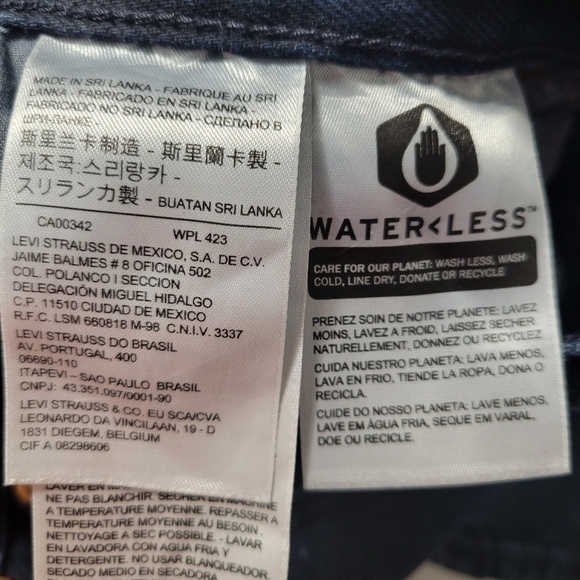 MADE IN SRI LANKA - FABRIQUE AU SRI
LANKA - FABRICADO EN SRI LANKA -
FABRICADO NO SRI LANKA - СДЕЛАНО В
ШРИ-ЛАНКЕ
斯里兰卡制造 - 斯里蘭卡製 -
제조국:스리랑카 -
スリランカ製 - BUATAN SRI LANKA
CA00342 WPL 423
LEVI STRAUSS DE MEXICO, S.A. DE C.V.
JAIME BALMES # 8 OFICINA 502
COL. POLANCO I SECCION
DELEGACIÓN MIGUEL HIDALGO
C.P. 11510 CIUDAD DE MEXICO
R.F.C. LSM 660818 M-98 C.N.I.V. 3337
LEVI STRAUSS DO BRASIL
AV. PORTUGAL, 400
06690-110
ITAPEVI - SAO PAULO BRASIL
CNPJ: 43.351.097/0001-90
LEVI STRAUSS & CO. EU SCA/CVA
LEONARDO DA VINCILAAN, 19 - D
1831 DIEGEM, BELGIUM
CIF A 08298606
LAVER EN MACHINE
NE PAS BLANCHIR. SECHER EN MACHINE
A TEMPERATURE MOYENNE. REPASSER A
TEMPERATURE MOYENNE AU BESOIN.
NETTOYAGE A SEC POSSIBLE. - LAVAR
EN LAVADORA CON AGUA FRIA Y
DETERGENTE. NO USAR BLANQUEADOR.
SECADO MEDIO EN SECADORA
WATER<LESS™
CARE FOR OUR PLANET: WASH LESS, WASH
COLD, LINE DRY, DONATE OR RECYCLE
PRENEZ SOIN DE NOTRE PLANETE: LAVEZ
MOINS, LAVEZ A FROID, LAISSEZ SECHER
NATURELLEMENT, DONNEZ OU RECYCLEZ
CUIDA NUESTRO PLANETA: LAVA MENOS,
LAVA EN FRIO, TIENDE LA ROPA, DONA O
RECICLA.
CUIDE DO NOSSO PLANETA: LAVE MENOS,
LAVE EM ÁGUA FRIA, SEQUE EM VARAL,
DOE OU RECICLE.